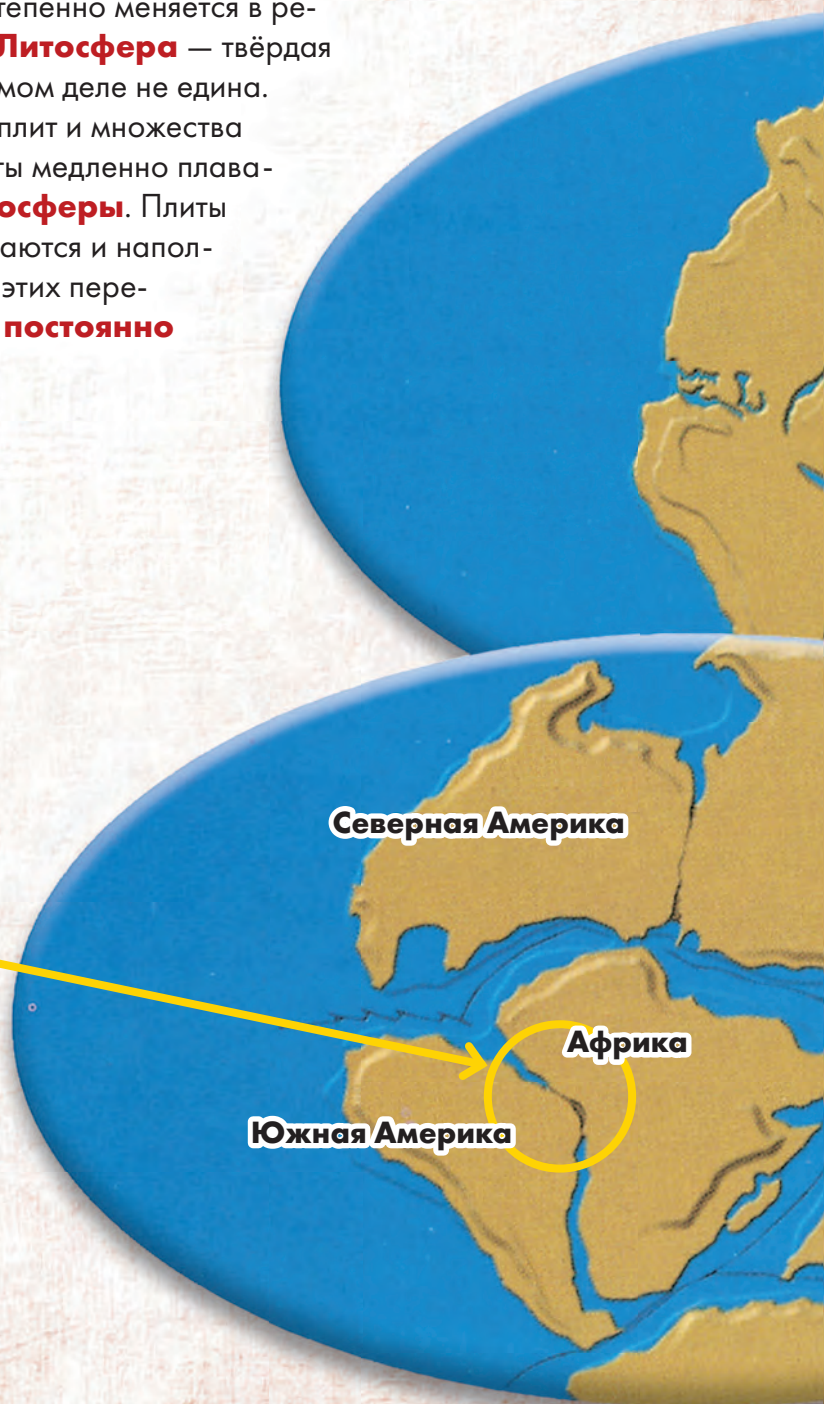 тепенно меняется в ре-
Литосфера — твёрдая
мом деле не едина.
плит и множества
ты медленно плава-
осферы. Плиты
аются и напол-
этих пере-
постоянно
Северная Америка
Африка
Южная Америка